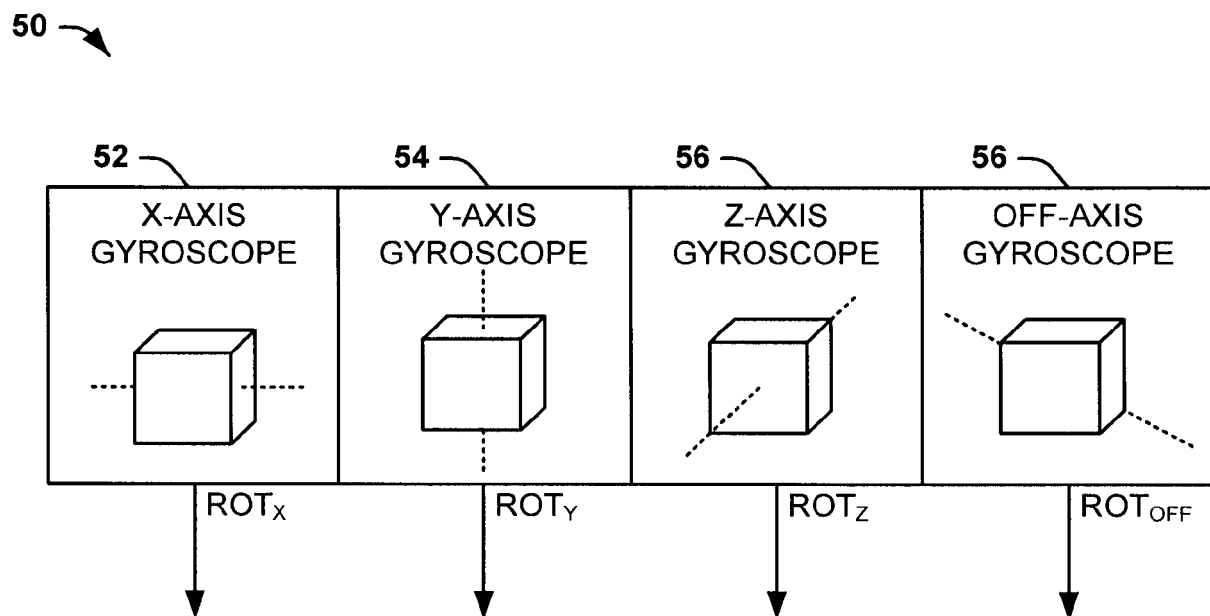 50
52 54 56 56
X-AXIS GYROSCOPE
Y-AXIS GYROSCOPE
Z-AXIS GYROSCOPE
OFF-AXIS GYROSCOPE
ROTX ROTY ROTZ ROTOFF